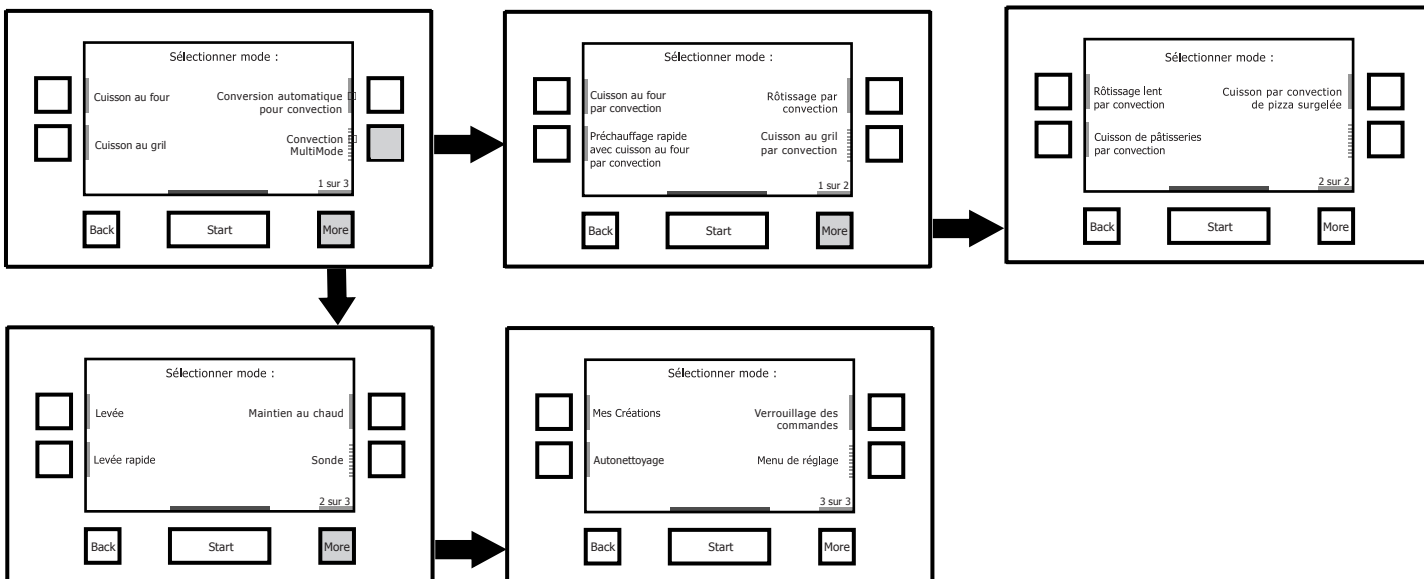 Sélectionner mode :
Cuisson au four
Conversion automatique
pour convection
Cuisson au gril
Convection
MultiMode
1 sur 3
Back
Start
More
Sélectionner mode :
Cuisson au four
par convection
Rôtissage par
convection
Préchauffage rapide
avec cuisson au four
par convection
Cuisson au gril
par convection
1 sur 2
Back
Start
More
Sélectionner mode :
Rôtissage lent
par convection
Cuisson par convection
de pizza surgelée
Cuisson de pâtisseries
par convection
2 sur 2
Back
Start
More
Sélectionner mode :
Levée
Maintien au chaud
Levée rapide
Sonde
2 sur 3
Back
Start
More
Sélectionner mode :
Mes Créations
Verrouillage des
commandes
Autonettoyage
Menu de réglage
3 sur 3
Back
Start
More